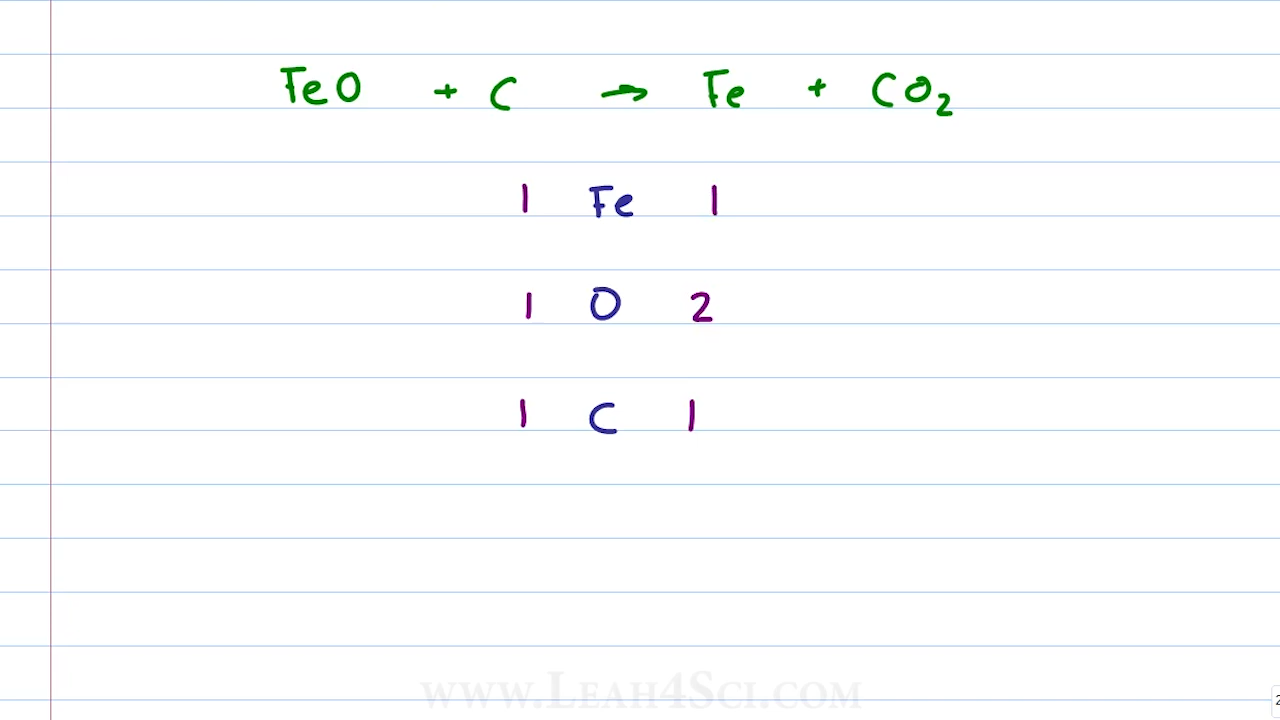 FeO + C → Fe + CO₂
1 Fe 1
1 O 2
1 C 1
www.Leah4Sci.com